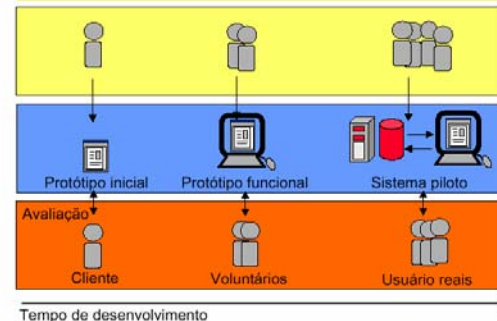 Protótipo inicial
Protótipo funcional
Sistema piloto
Avaliação
Cliente
Voluntários
Usuário reais
Tempo de desenvolvimento